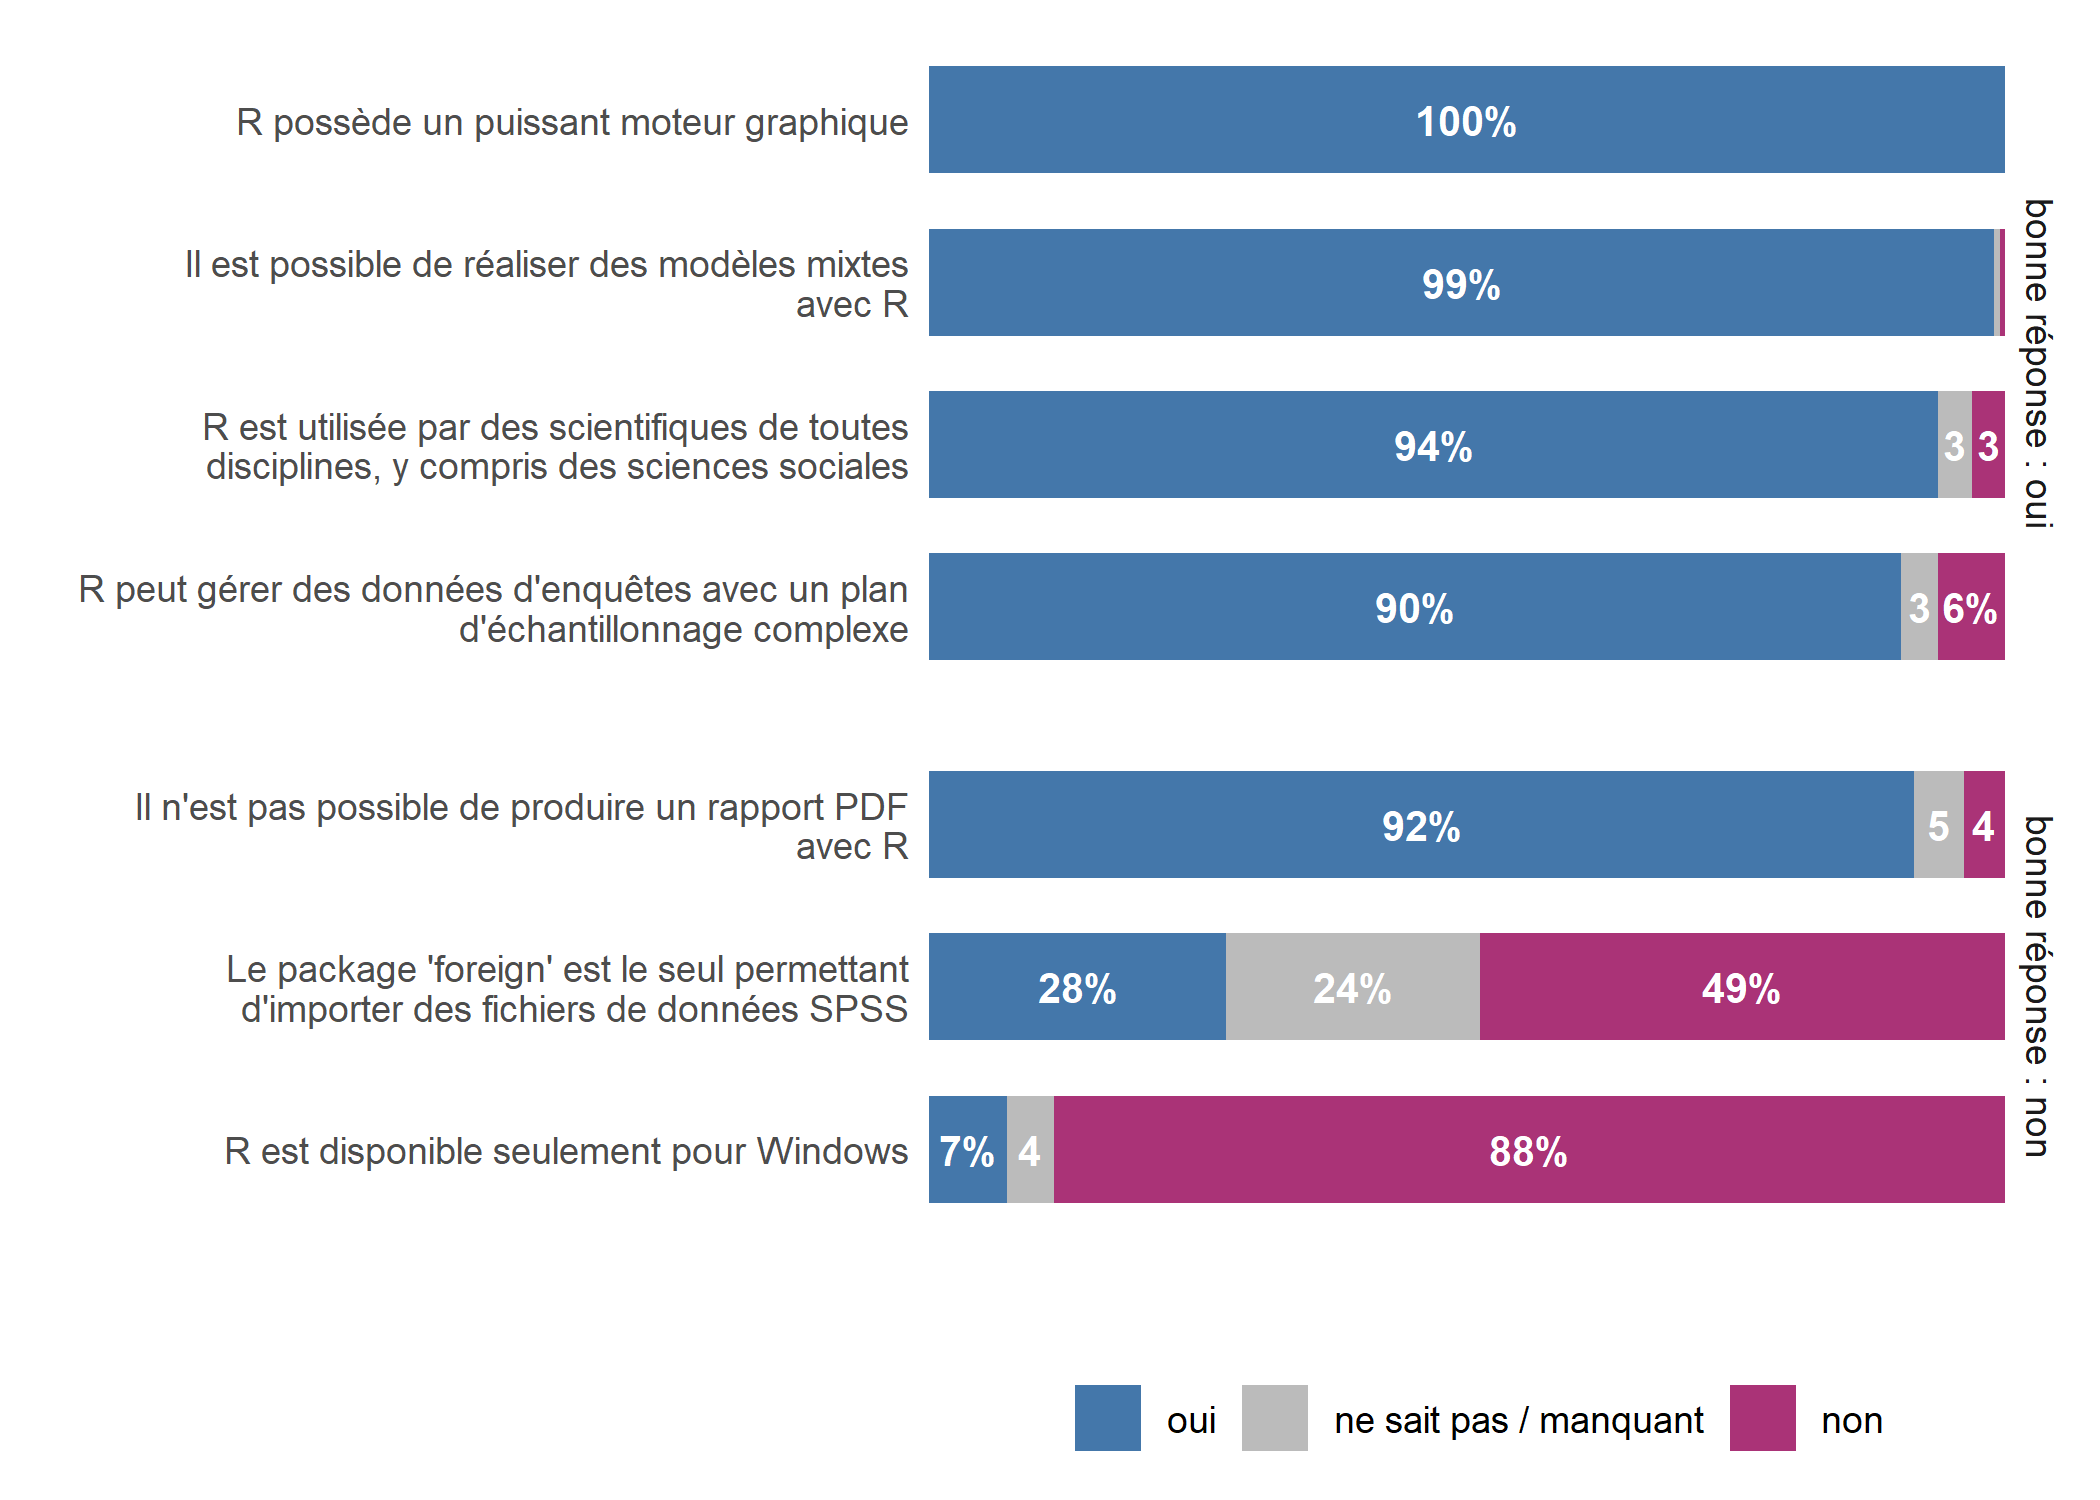 R possède un puissant moteur graphique
100%
Il est possible de réaliser des modèles mixtes
avec R
99%
R est utilisée par des scientifiques de toutes
disciplines, y compris des sciences sociales
94%
3
3
R peut gérer des données d'enquêtes avec un plan
d'échantillonnage complexe
90%
3
6%
bonne réponse : oui
Il n'est pas possible de produire un rapport PDF
avec R
92%
5
4
Le package 'foreign' est le seul permettant
d'importer des fichiers de données SPSS
28%
24%
49%
R est disponible seulement pour Windows
7%
4
88%
bonne réponse : non
oui
ne sait pas / manquant
non